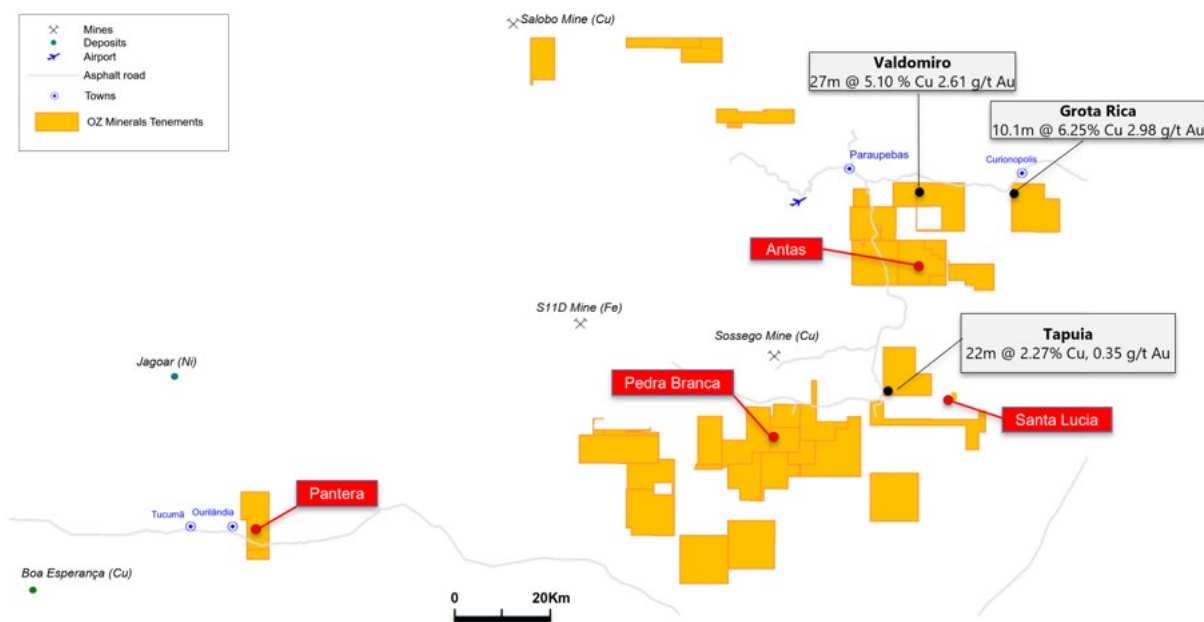 Mines
Deposits
Airport
Asphalt road
Towns
OZ Minerals Tenements
Salobo Mine (Cu)
Valdomiro
27m @ 5.10 % Cu 2.61 g/t Au
Grota Rica
10.1m @ 6.25% Cu 2.98 g/t Au
Paraupebas
Curionopolis
Antas
S11D Mine (Fe)
Sossego Mine (Cu)
Tapuia
22m @ 2.27% Cu, 0.35 g/t Au
Jagoar (Ni)
Pedra Branca
Santa Lucia
Pantera
Tucumã
Ourilândia
Boa Esperança (Cu)
0 20Km